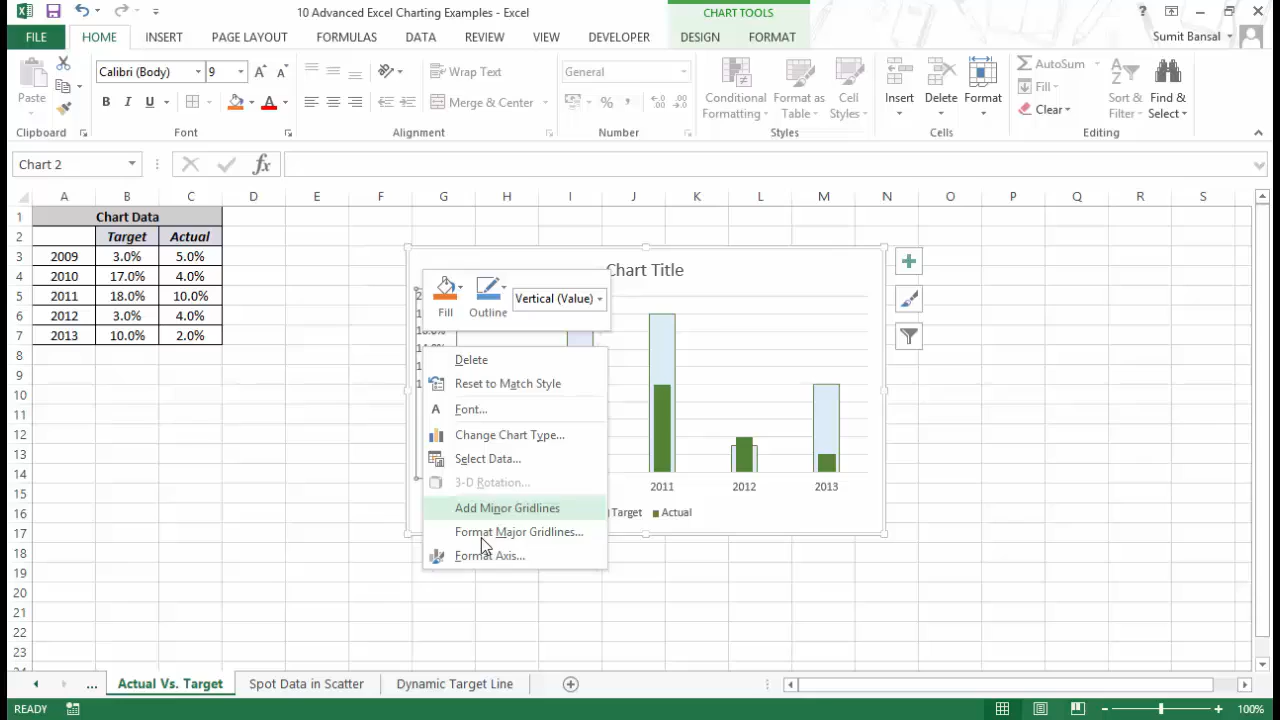 10 Advanced Excel Charting Examples - Excel
CHART TOOLS
?
FILE HOME INSERT PAGE LAYOUT FORMULAS DATA REVIEW VIEW DEVELOPER DESIGN FORMAT Sumit Bansal
Paste
Calibri (Body) 9 A A
B I U A
Wrap Text
Merge & Center
General
% , .00
Conditional Formatting
Format as Table
Cell Styles
Insert
Delete
Format
AutoSum
Fill
Clear
Sort & Filter
Find & Select
Clipboard Font Alignment Number Styles Cells Editing
Chart 2 fx
A B C D E F G H I J K L M N O P Q R S
1 Chart Data
2 Target Actual
3 2009 3.0% 5.0%
4 2010 17.0% 4.0%
5 2011 18.0% 10.0%
6 2012 3.0% 4.0%
7 2013 10.0% 2.0%
8
9
10
11
12
13
14
15
16
17
18
19
20
21
22
23
Chart Title
Fill
Outline
Vertical (Value)
Delete
Reset to Match Style
A Font...
Change Chart Type...
Select Data...
3-D Rotation...
Add Minor Gridlines
Format Major Gridlines...
Format Axis...
2011 2012 2013
Target Actual
... Actual Vs. Target Spot Data in Scatter Dynamic Target Line
READY 100%